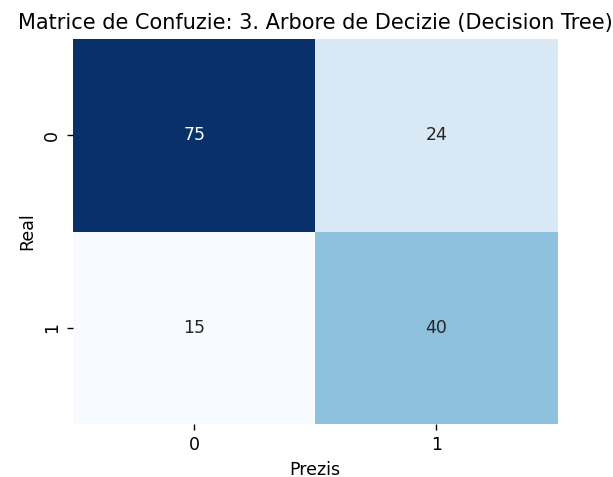 Matrice de Confuzie: 3. Arbore de Decizie (Decision Tree)
Real
0
75
24
1
15
40
0
1
Prezis